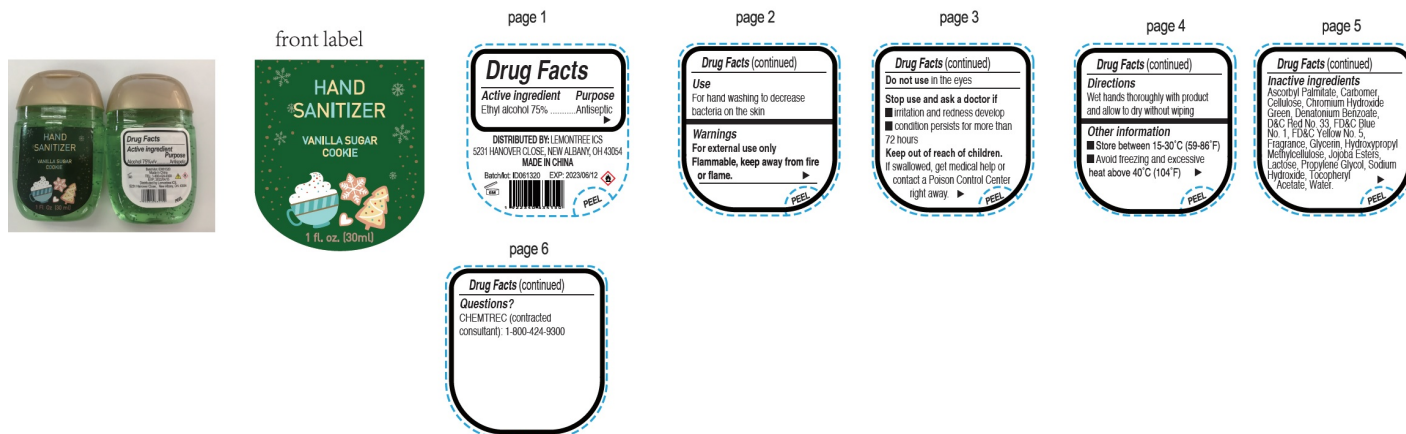 HAND
SANITIZER
VANILLA SUGAR
COOKIE
1 fl. oz. (30 ml)
Drug Facts
Active ingredient Purpose
front label
HAND
SANITIZER
VANILLA SUGAR
COOKIE
1 fl. oz. (30ml)
page 1
Drug Facts
Active ingredient Purpose
Ethyl alcohol 75% ..........Antiseptic
DISTRIBUTED BY: LEMONTREE ICS
5231 HANOVER CLOSE, NEW ALBANY, OH 43054
MADE IN CHINA
Batch/lot: ID061320 EXP: 2023/06/12
PEEL
page 2
Drug Facts (continued)
Use
For hand washing to decrease
bacteria on the skin
Warnings
For external use only
Flammable, keep away from fire
or flame.
PEEL
page 3
Drug Facts (continued)
Do not use in the eyes
Stop use and ask a doctor if
■ irritation and redness develop
■ condition persists for more than
72 hours
Keep out of reach of children.
If swallowed, get medical help or
contact a Poison Control Center
right away.
PEEL
page 4
Drug Facts (continued)
Directions
Wet hands thoroughly with product
and allow to dry without wiping
Other information
■ Store between 15-30˚C (59-86˚F)
■ Avoid freezing and excessive
heat above 40˚C (104˚F)
PEEL
page 5
Drug Facts (continued)
Inactive ingredients
Ascorbyl Palmitate, Carbomer,
Cellulose, Chromium Hydroxide
Green, Denatonium Benzoate,
D&C Red No. 33, FD&C Blue
No. 1, FD&C Yellow No. 5,
Fragrance, Glycerin, Hydroxypropyl
Methylcellulose, Jojoba Esters,
Lactose, Propylene Glycol, Sodium
Hydroxide, Tocopheryl
Acetate, Water.
PEEL
page 6
Drug Facts (continued)
Questions?
CHEMTREC (contracted
consultant): 1-800-424-9300